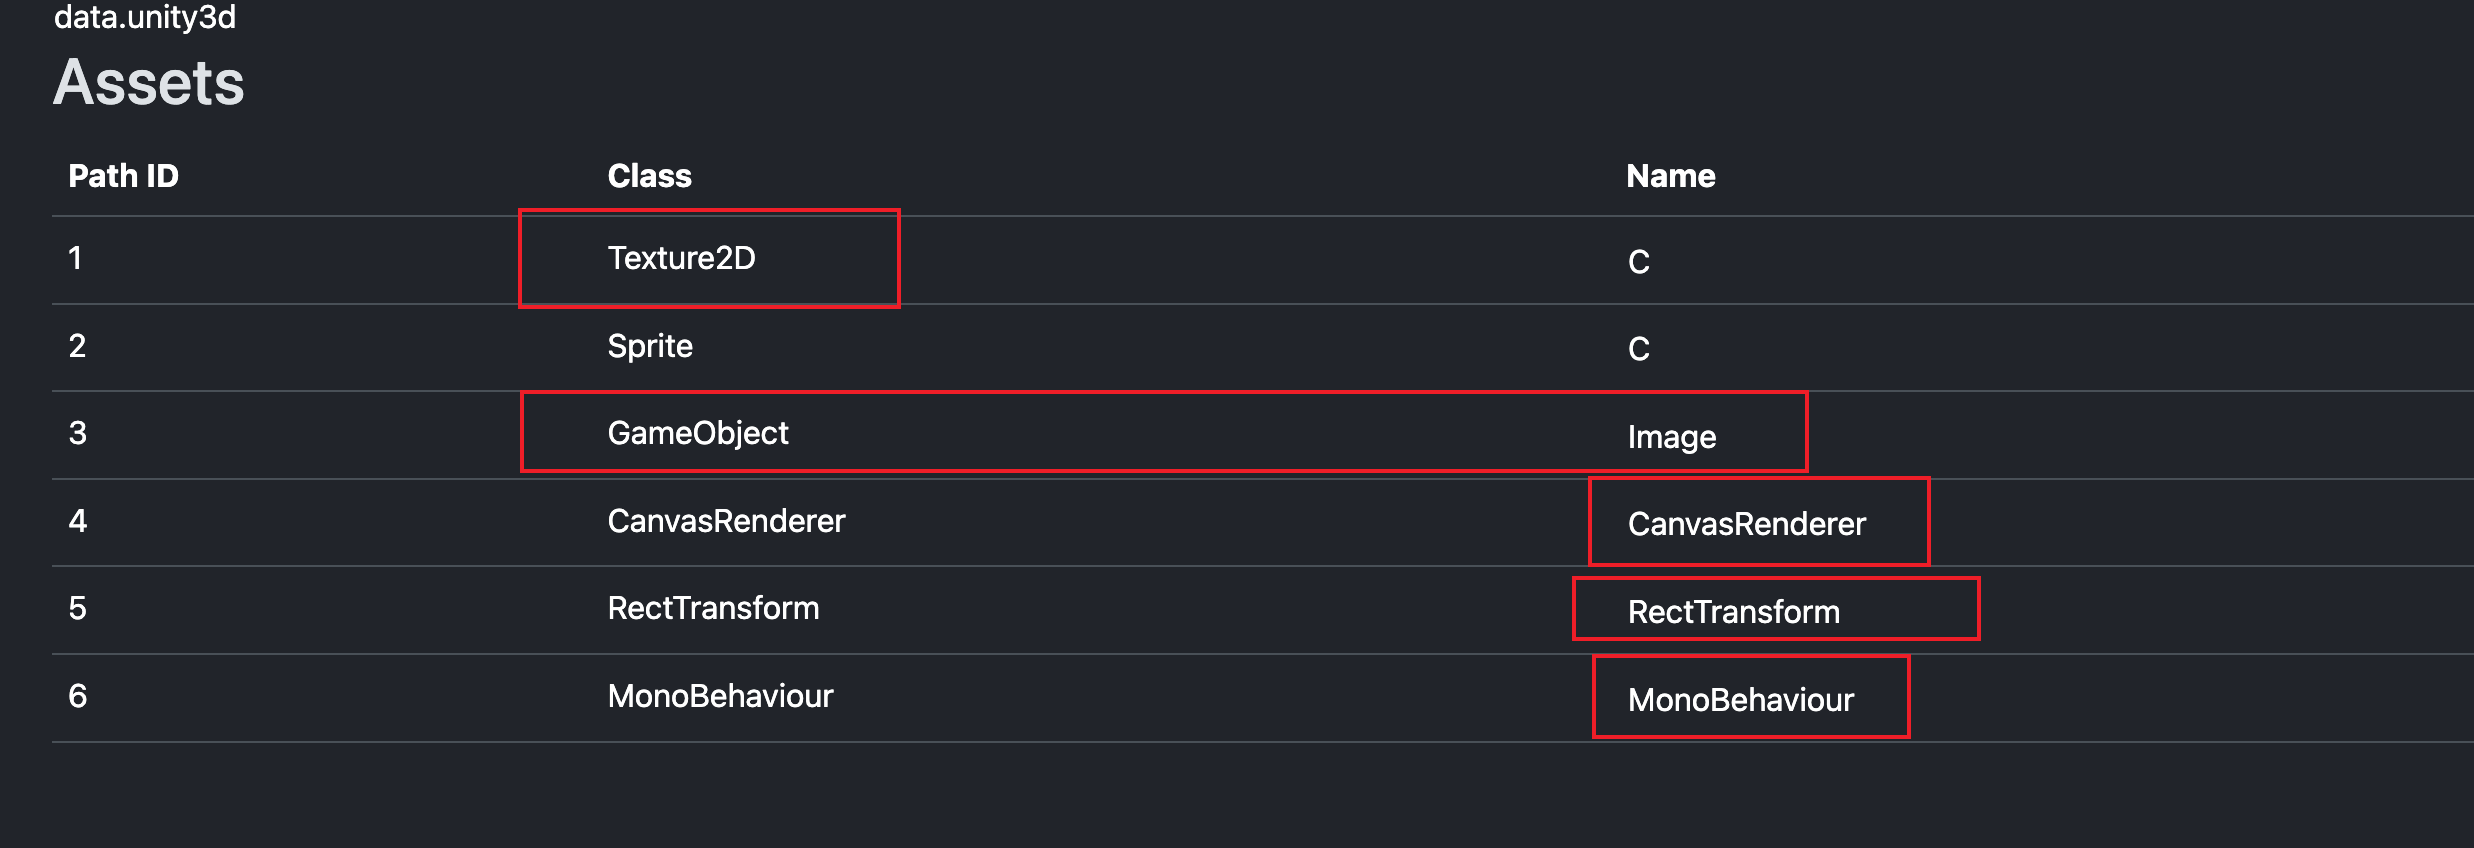 data.unity3d
Assets
Path ID Class Name
1 Texture2D C
2 Sprite C
3 GameObject Image
4 CanvasRenderer CanvasRenderer
5 RectTransform RectTransform
6 MonoBehaviour MonoBehaviour